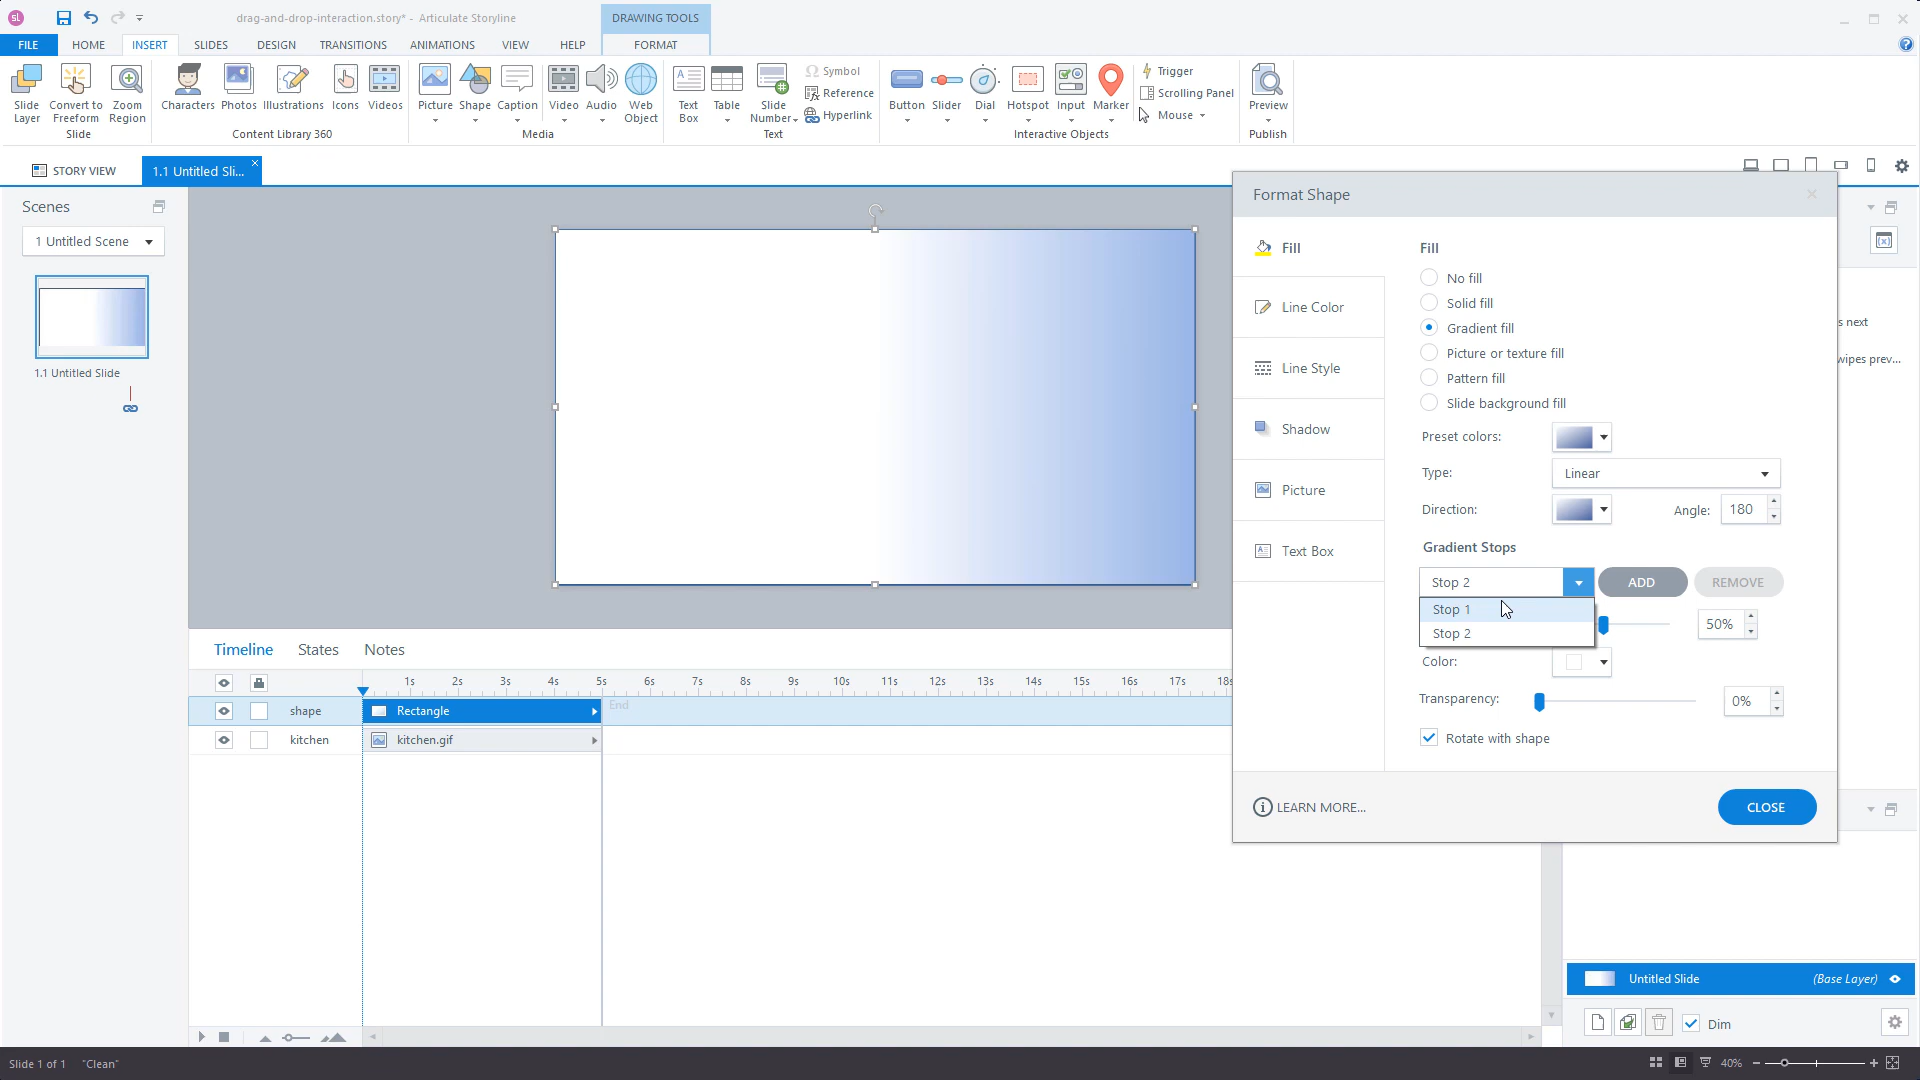 sl
drag-and-drop-interaction.story* - Articulate Storyline
DRAWING TOOLS
FILE HOME INSERT SLIDES DESIGN TRANSITIONS ANIMATIONS VIEW HELP FORMAT
Slide Layer
Convert to Freeform
Zoom Region
Characters
Photos
Illustrations
Icons
Videos
Picture
Shape
Caption
Video
Audio
Web Object
Text Box
Table
Slide Number
Symbol
Reference
Hyperlink
Button
Slider
Dial
Hotspot
Input
Marker
Trigger
Scrolling Panel
Mouse
Preview
Slide
Content Library 360
Media
Text
Interactive Objects
Publish
STORY VIEW
1.1 Untitled Sli...
Scenes
1 Untitled Scene
1.1 Untitled Slide
Format Shape
Fill
Line Color
Line Style
Shadow
Picture
Text Box
Fill
No fill
Solid fill
Gradient fill
Picture or texture fill
Pattern fill
Slide background fill
Preset colors:
Type: Linear
Direction: Angle: 180
Gradient Stops
Stop 2 ADD REMOVE
Stop 1
Stop 2
50%
Color:
Transparency: 0%
Rotate with shape
LEARN MORE...
CLOSE
s next
wipes prev...
(x)
Timeline States Notes
1s 2s 3s 4s 5s 6s 7s 8s 9s 10s 11s 12s 13s 14s 15s 16s 17s 18s
shape Rectangle End
kitchen kitchen.gif
Untitled Slide (Base Layer)
Dim
Slide 1 of 1 "Clean" 40%